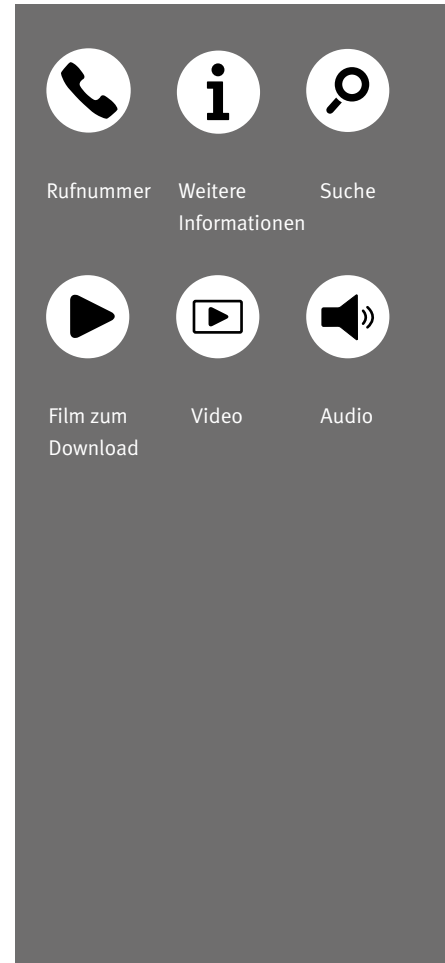 Rufnummer
Weitere
Informationen
Suche
Film zum
Download
Video
Audio